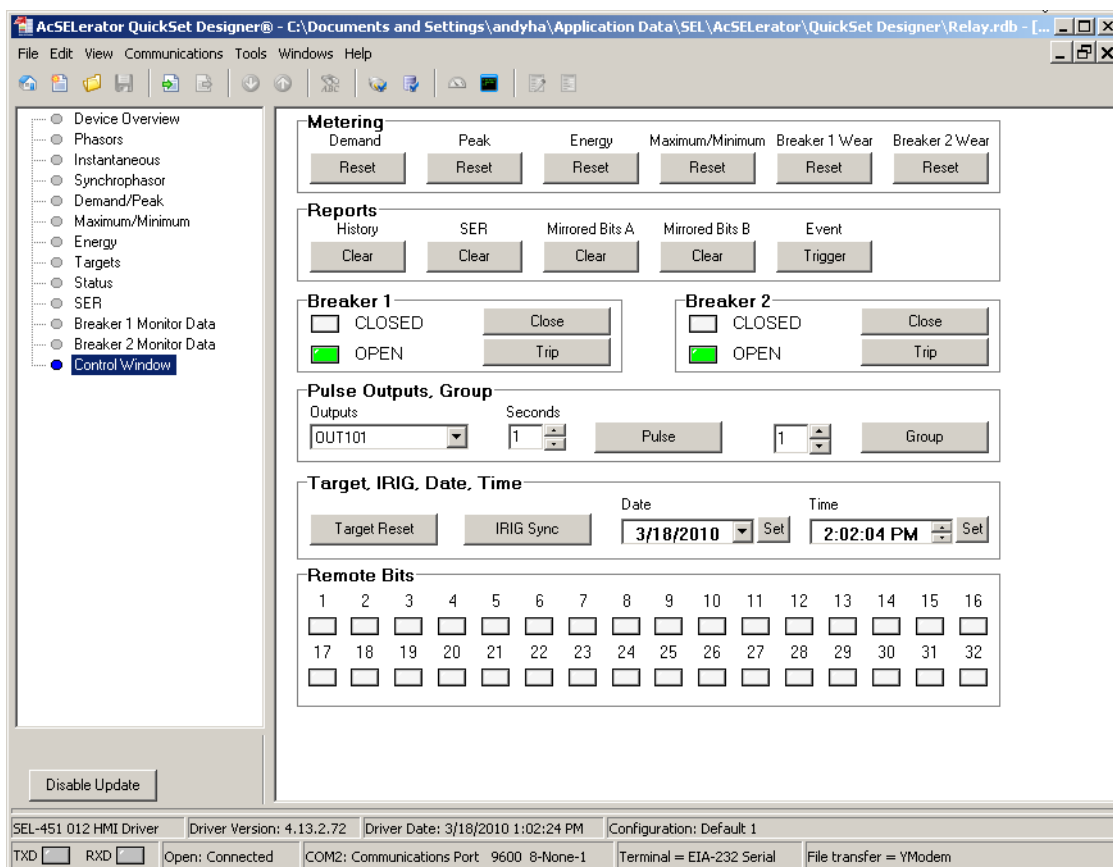 AcSELerator QuickSet Designer® - C:\Documents and Settings\andyha\Application Data\SEL\AcSELerator\QuickSet Designer\Relay.rdb - [...
File Edit View Communications Tools Windows Help
Device Overview
Phasors
Instantaneous
Synchrophasor
Demand/Peak
Maximum/Minimum
Energy
Targets
Status
SER
Breaker 1 Monitor Data
Breaker 2 Monitor Data
Control Window
Disable Update
Metering
Demand Peak Energy Maximum/Minimum Breaker 1 Wear Breaker 2 Wear
Reset Reset Reset Reset Reset Reset
Reports
History SER Mirrored Bits A Mirrored Bits B Event
Clear Clear Clear Clear Trigger
Breaker 1 Breaker 2
CLOSED Close CLOSED Close
OPEN Trip OPEN Trip
Pulse Outputs, Group
Outputs Seconds
OUT101 1 Pulse 1 Group
Target, IRIG, Date, Time
Date Time
Target Reset IRIG Sync 3/18/2010 Set 2:02:04 PM Set
Remote Bits
1 2 3 4 5 6 7 8 9 10 11 12 13 14 15 16
17 18 19 20 21 22 23 24 25 26 27 28 29 30 31 32
SEL-451 012 HMI Driver Driver Version: 4.13.2.72 Driver Date: 3/18/2010 1:02:24 PM Configuration: Default 1
TXD RXD Open: Connected COM2: Communications Port 9600 8-None-1 Terminal = EIA-232 Serial File transfer = YModem